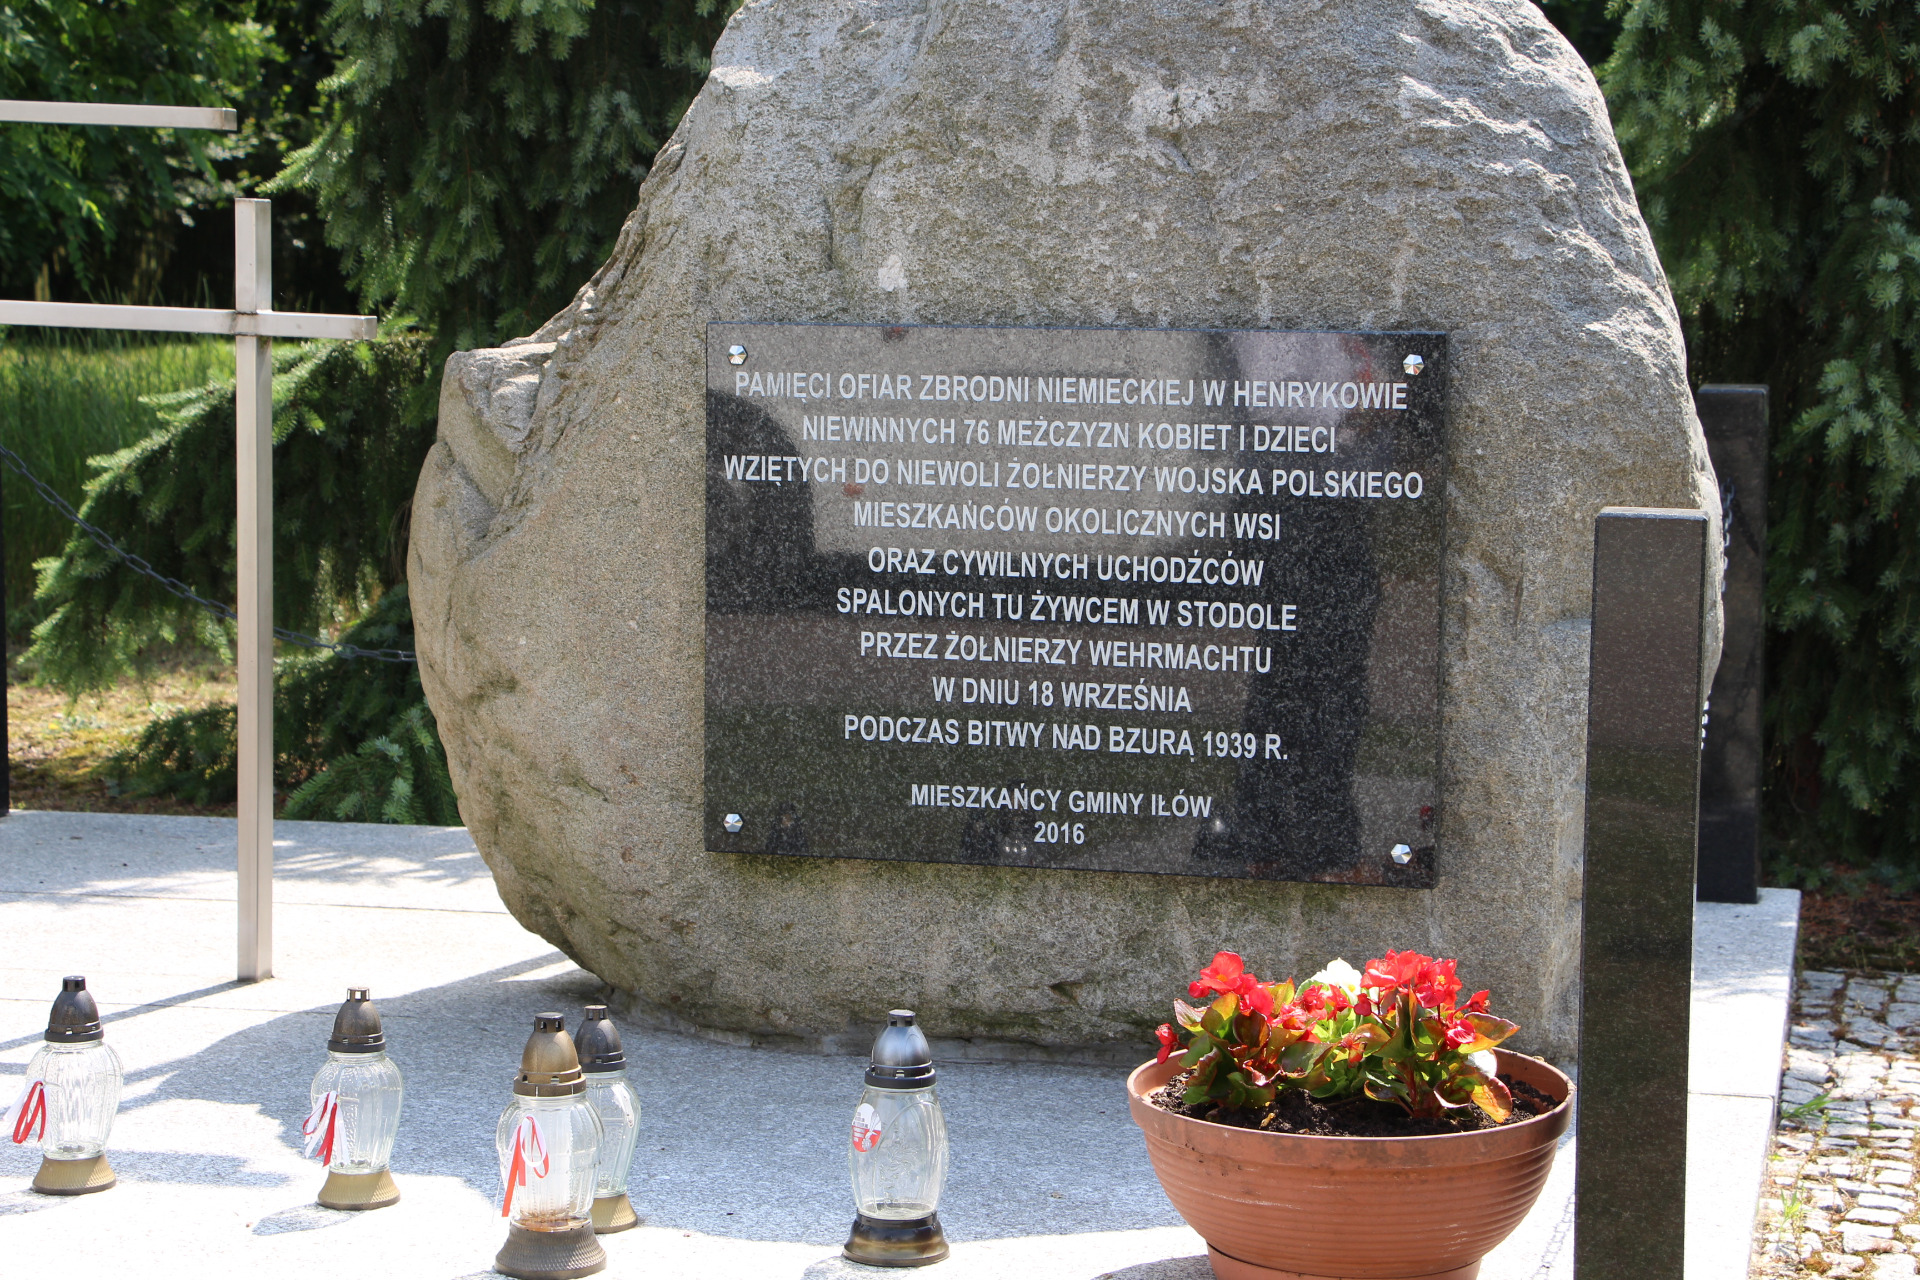 PAMIĘCI OFIAR ZBRODNI NIEMIECKIEJ W HENRYKOWIE
NIEWINNYCH 76 MEŻCZYZN KOBIET I DZIECI
WZIĘTYCH DO NIEWOLI ŻOŁNIERZY WOJSKA POLSKIEGO
MIESZKAŃCÓW OKOLICZNYCH WSI
ORAZ CYWILNYCH UCHODŹCÓW
SPALONYCH TU ŻYWCEM W STODOLE
PRZEZ ŻOŁNIERZY WEHRMACHTU
W DNIU 18 WRZEŚNIA
PODCZAS BITWY NAD BZURĄ 1939 R.
MIESZKAŃCY GMINY IŁÓW
2016